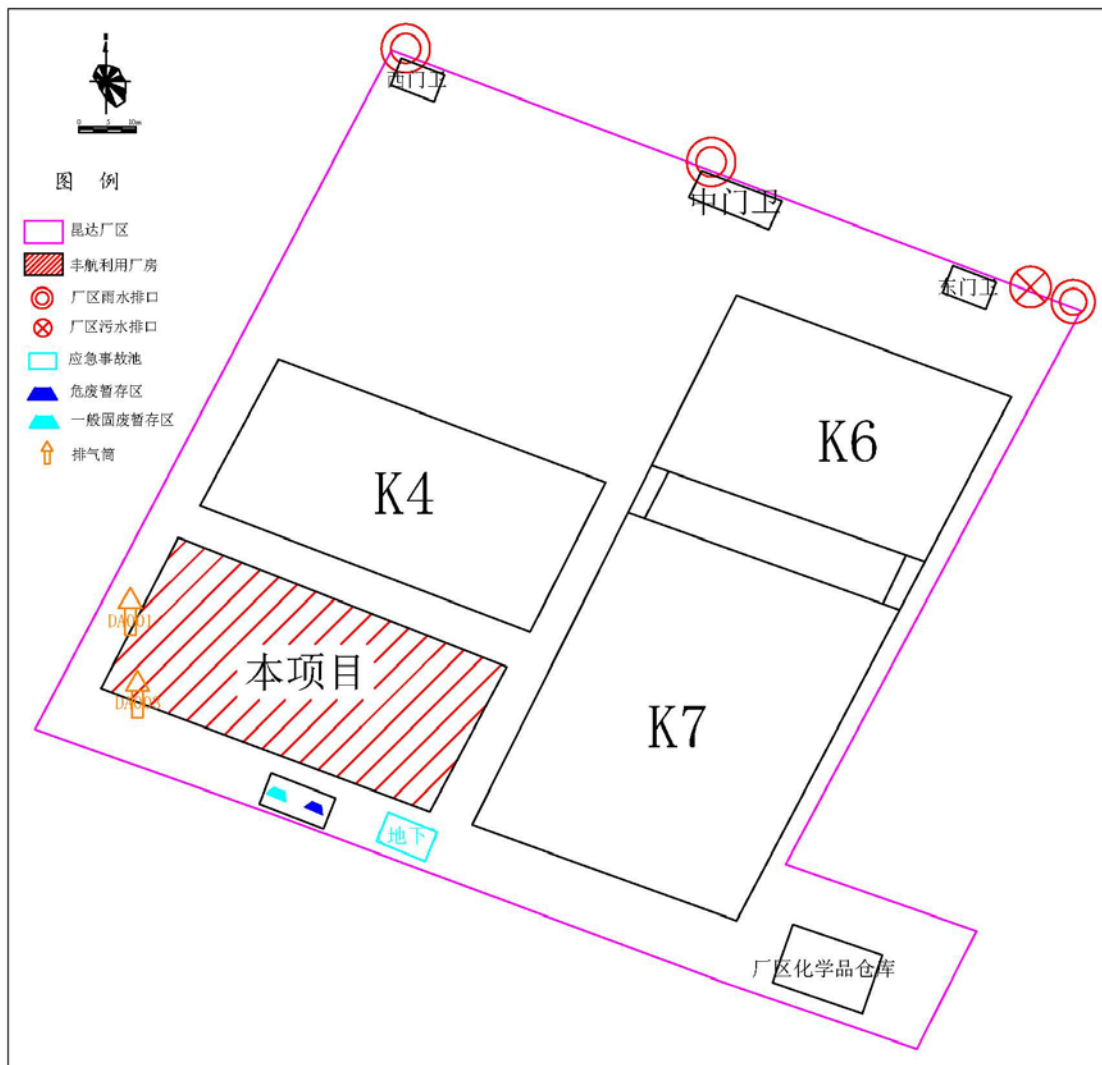 西门卫
0 5 10m
中门卫
图 例
昆达厂区
丰航利用厂房
厂区雨水排口
东门卫
厂区污水排口
应急事故池
危废暂存区
一般固废暂存区
排气筒
K6
K4
DA001
本项目
DA003
K7
地下
厂区化学品仓库